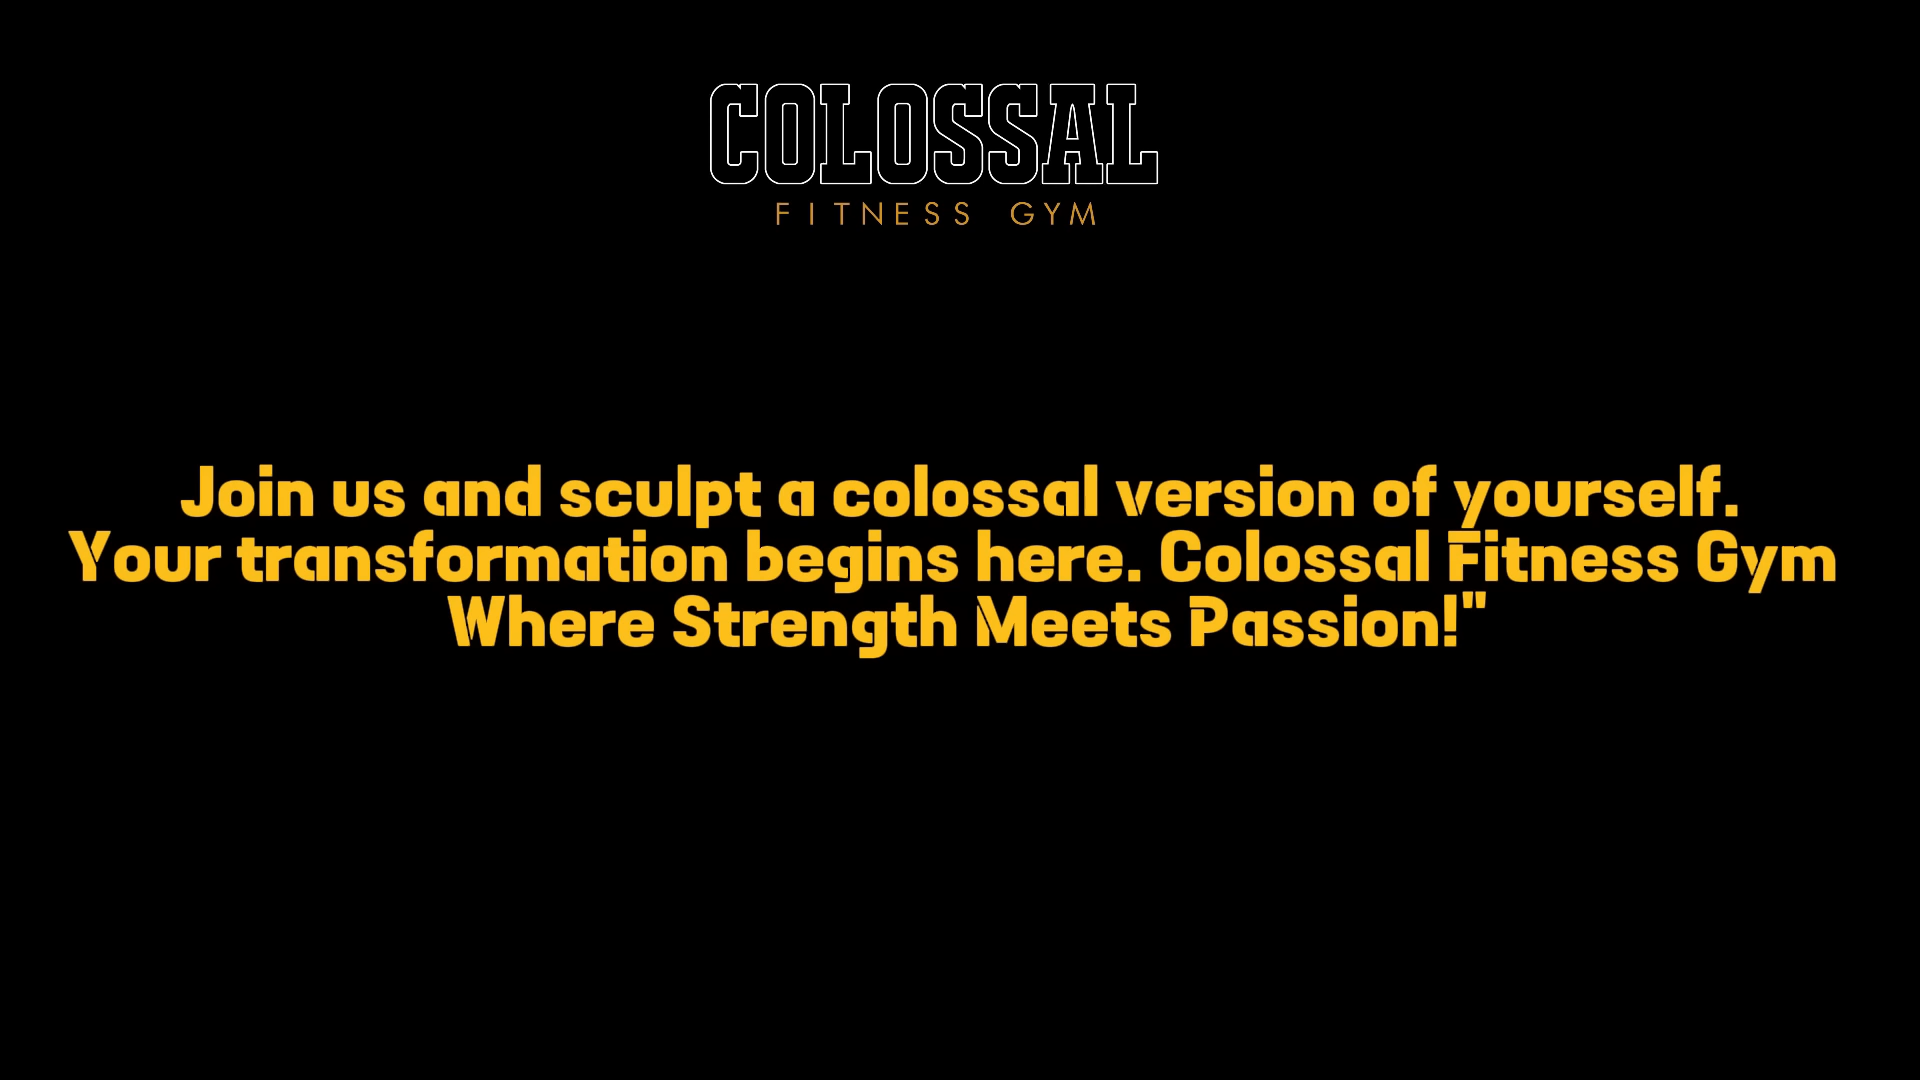 COLOSSAL
FITNESS GYM
Join us and sculpt a colossal version of yourself.
Your transformation begins here. Colossal Fitness Gym
Where Strength Meets Passion!"